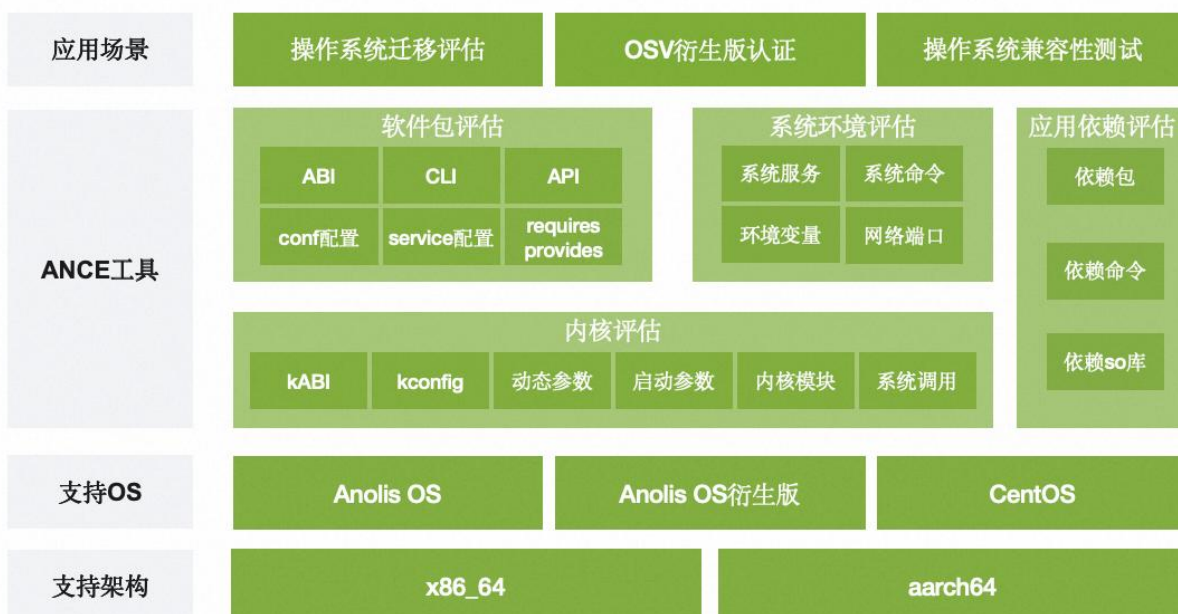 应用场景
操作系统迁移评估
OSV衍生版认证
操作系统兼容性测试
ANCE工具
软件包评估
ABI
CLI
API
conf配置
service配置
requires
provides
系统环境评估
系统服务
系统命令
环境变量
网络端口
应用依赖评估
依赖包
依赖命令
依赖so库
内核评估
kABI
kconfig
动态参数
启动参数
内核模块
系统调用
支持OS
Anolis OS
Anolis OS衍生版
CentOS
支持架构
x86_64
aarch64